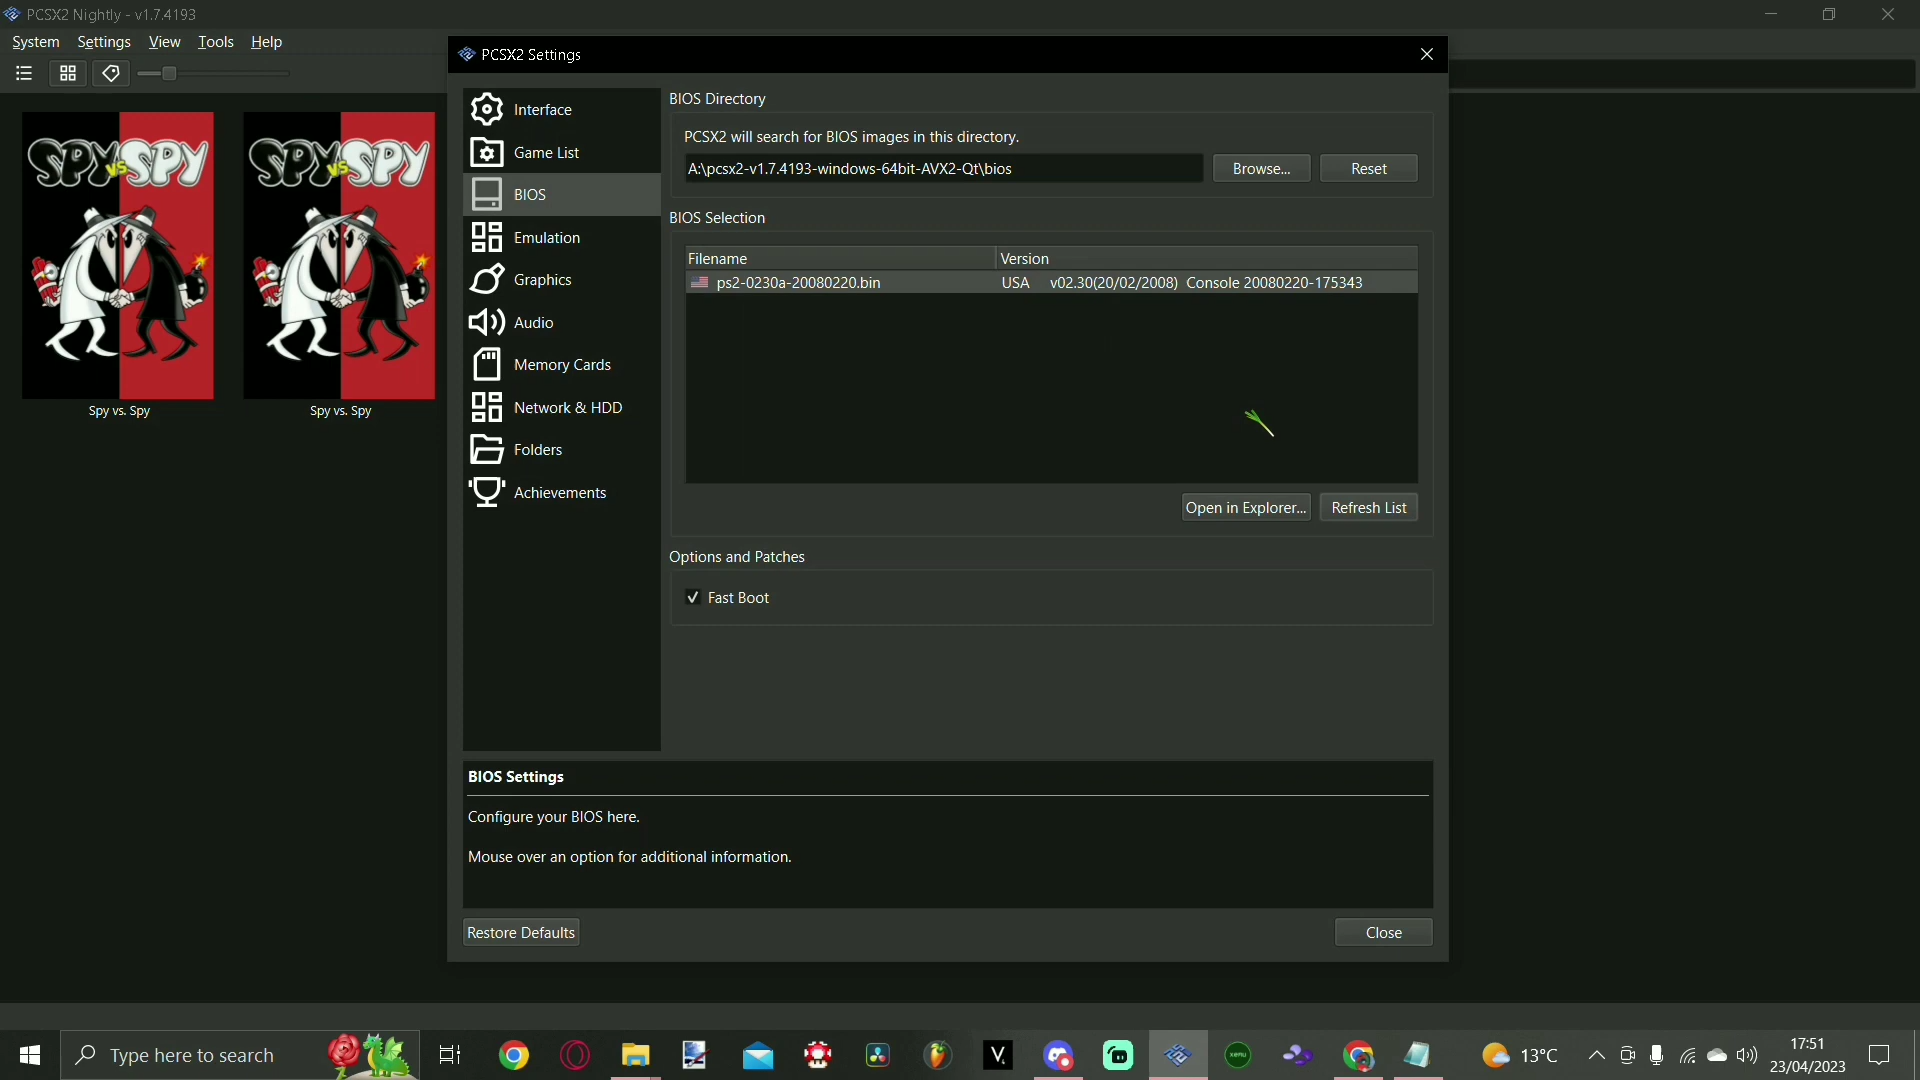 PCSX2 Nightly - v1.7.4193
System Settings View Tools Help
SPY vs SPY
Spy vs. Spy
SPY vs SPY
Spy vs. Spy
PCSX2 Settings
Interface
Game List
BIOS
Emulation
Graphics
Audio
Memory Cards
Network & HDD
Folders
Achievements
BIOS Directory
PCSX2 will search for BIOS images in this directory.
A:\pcsx2-v1.7.4193-windows-64bit-AVX2-Qt\bios
Browse...
Reset
BIOS Selection
Filename Version
ps2-0230a-20080220.bin USA v02.30(20/02/2008) Console 20080220-175343
Open in Explorer...
Refresh List
Options and Patches
Fast Boot
BIOS Settings
Configure your BIOS here.
Mouse over an option for additional information.
Restore Defaults
Close
Type here to search
V
xemu
13°C
17:51
23/04/2023